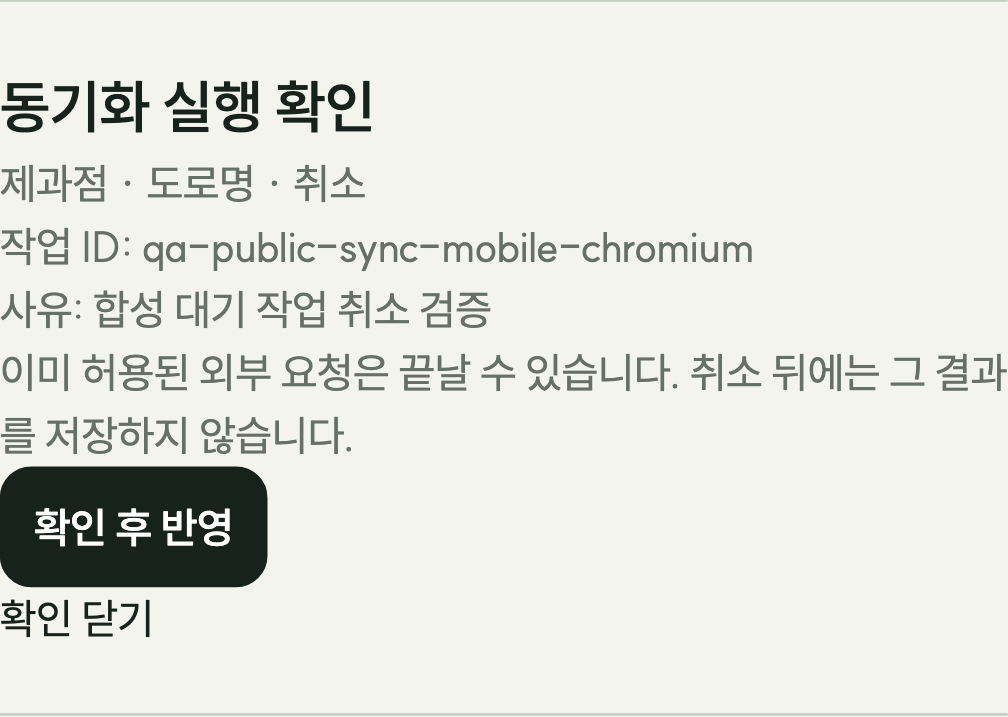 동기화 실행 확인
제과점 · 도로명 · 취소
작업 ID: qa-public-sync-mobile-chromium
사유: 합성 대기 작업 취소 검증
이미 허용된 외부 요청은 끝날 수 있습니다. 취소 뒤에는 그 결과
를 저장하지 않습니다.
확인 후 반영
확인 닫기